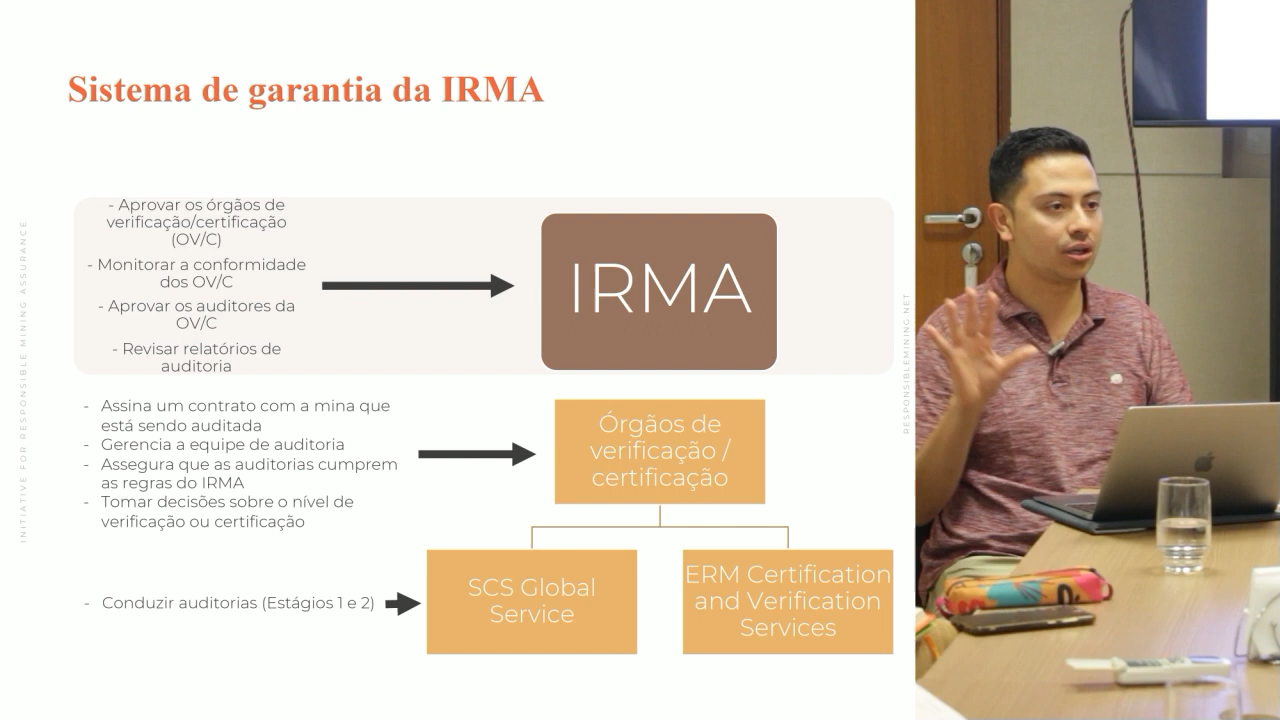 Sistema de garantia da IRMA
- Aprovar os órgãos de
verificação/certificação
(OV/C)
- Monitorar a conformidade
dos OV/C
- Aprovar os auditores da
OV/C
- Revisar relatórios de
auditoria
IRMA
- Assina um contrato com a mina que
está sendo auditada
- Gerencia a equipe de auditoria
- Assegura que as auditorias cumprem
as regras do IRMA
- Tomar decisões sobre o nível de
verificação ou certificação
Órgãos de
verificação /
certificação
- Conduzir auditorias (Estágios 1 e 2)
SCS Global
Service
ERM Certification
and Verification
Services
INITIATIVE FOR RESPONSIBLE MINING ASSURANCE
RESPONSIBLEMINING.NET